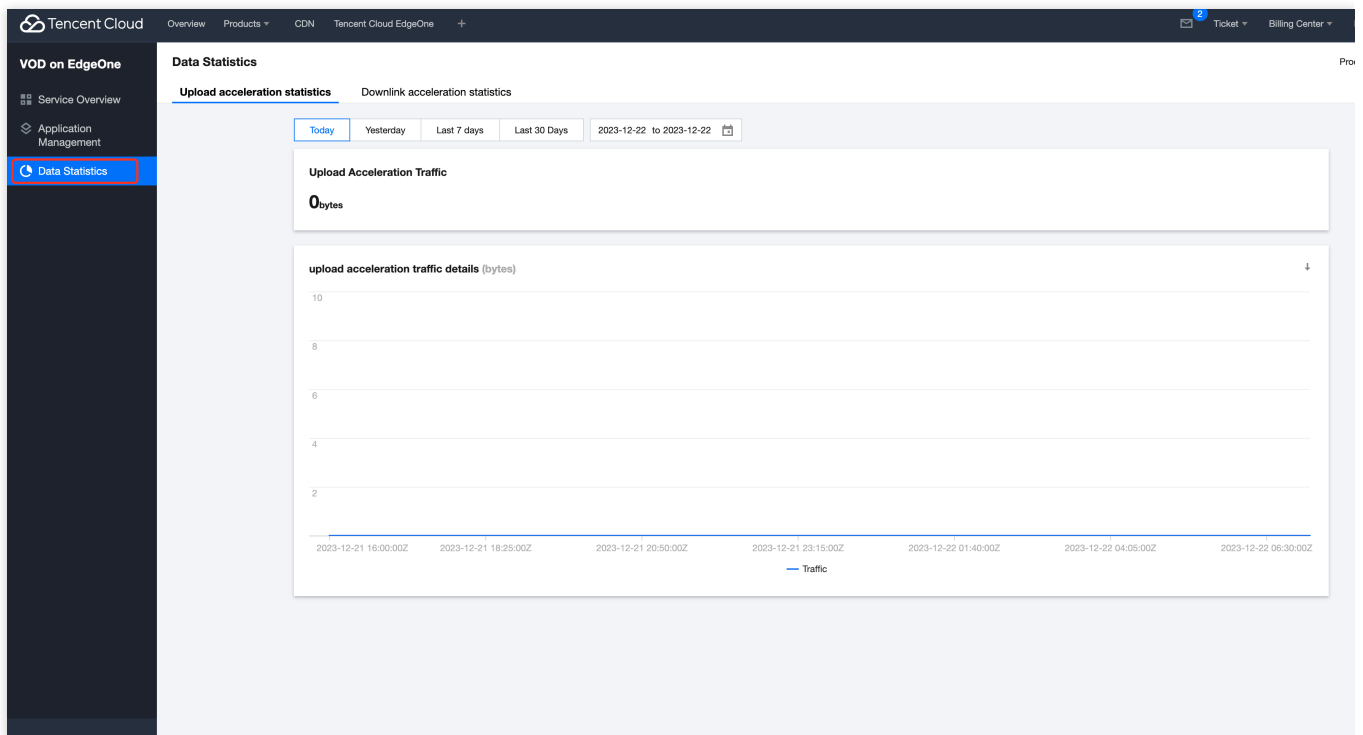 Tencent Cloud Overview Products CDN Tencent Cloud EdgeOne + 2 Ticket Billing Center
VOD on EdgeOne
Service Overview
Application
Management
Data Statistics
Data Statistics
Upload acceleration statistics Downlink acceleration statistics
Today Yesterday Last 7 days Last 30 Days 2023-12-22 to 2023-12-22
Upload Acceleration Traffic
0bytes
upload acceleration traffic details (bytes)
10
8
6
4
2
2023-12-21 16:00:00Z 2023-12-21 18:25:00Z 2023-12-21 20:50:00Z 2023-12-21 23:15:00Z 2023-12-22 01:40:00Z 2023-12-22 04:05:00Z 2023-12-22 06:30:00Z
Traffic